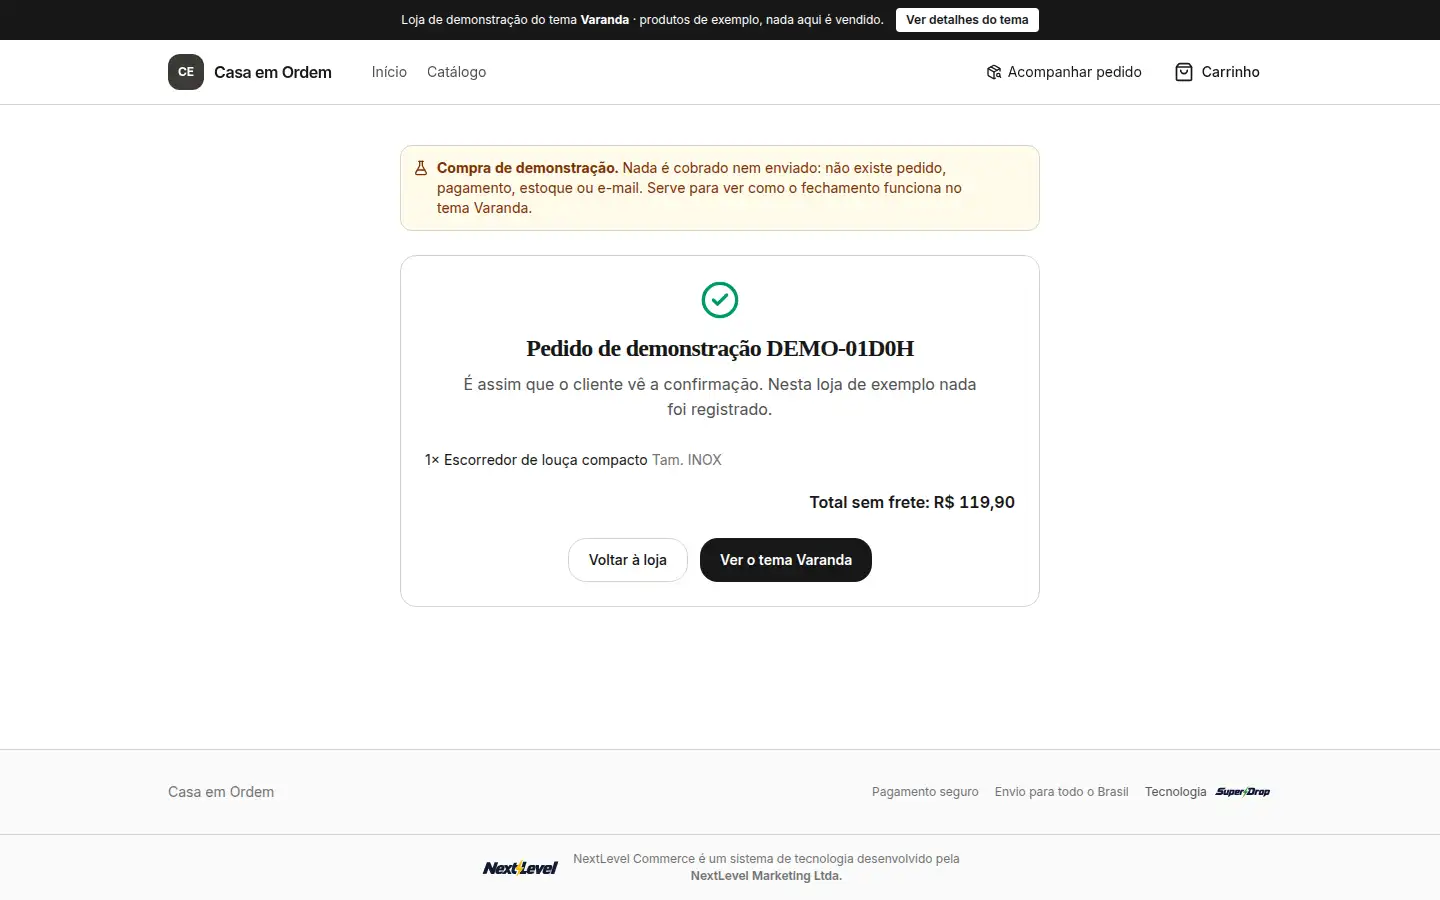 Loja de demonstração do tema Varanda · produtos de exemplo, nada aqui é vendido.
Ver detalhes do tema
CE
Casa em Ordem
Início
Catálogo
Acompanhar pedido
Carrinho
Compra de demonstração. Nada é cobrado nem enviado: não existe pedido,
pagamento, estoque ou e-mail. Serve para ver como o fechamento funciona no
tema Varanda.
Pedido de demonstração DEMO-01D0H
É assim que o cliente vê a confirmação. Nesta loja de exemplo nada
foi registrado.
1× Escorredor de louça compacto Tam. INOX
Total sem frete: R$ 119,90
Voltar à loja
Ver o tema Varanda
Casa em Ordem
Pagamento seguro
Envio para todo o Brasil
Tecnologia
SuperDrop
NextLevel
NextLevel Commerce é um sistema de tecnologia desenvolvido pela
NextLevel Marketing Ltda.